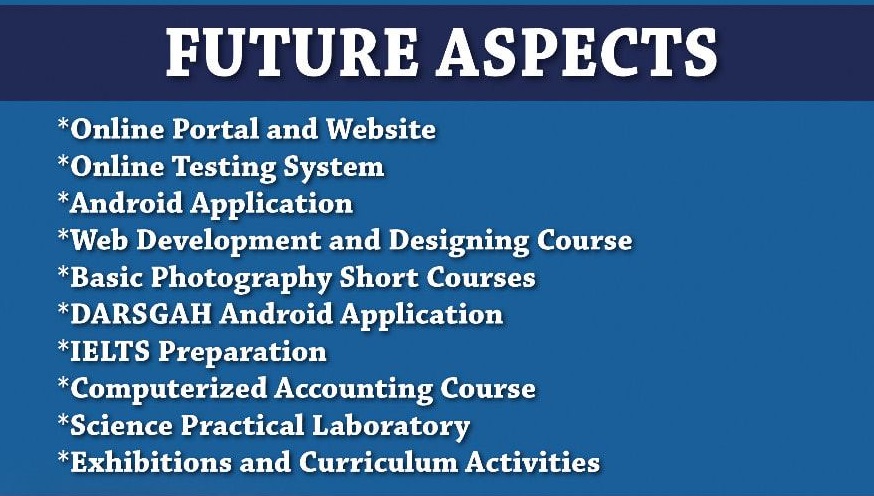 FUTURE ASPECTS
*Online Portal and Website
*Online Testing System
*Android Application
*Web Development and Designing Course
*Basic Photography Short Courses
*DARSGAH Android Application
*IELTS Preparation
*Computerized Accounting Course
*Science Practical Laboratory
*Exhibitions and Curriculum Activities